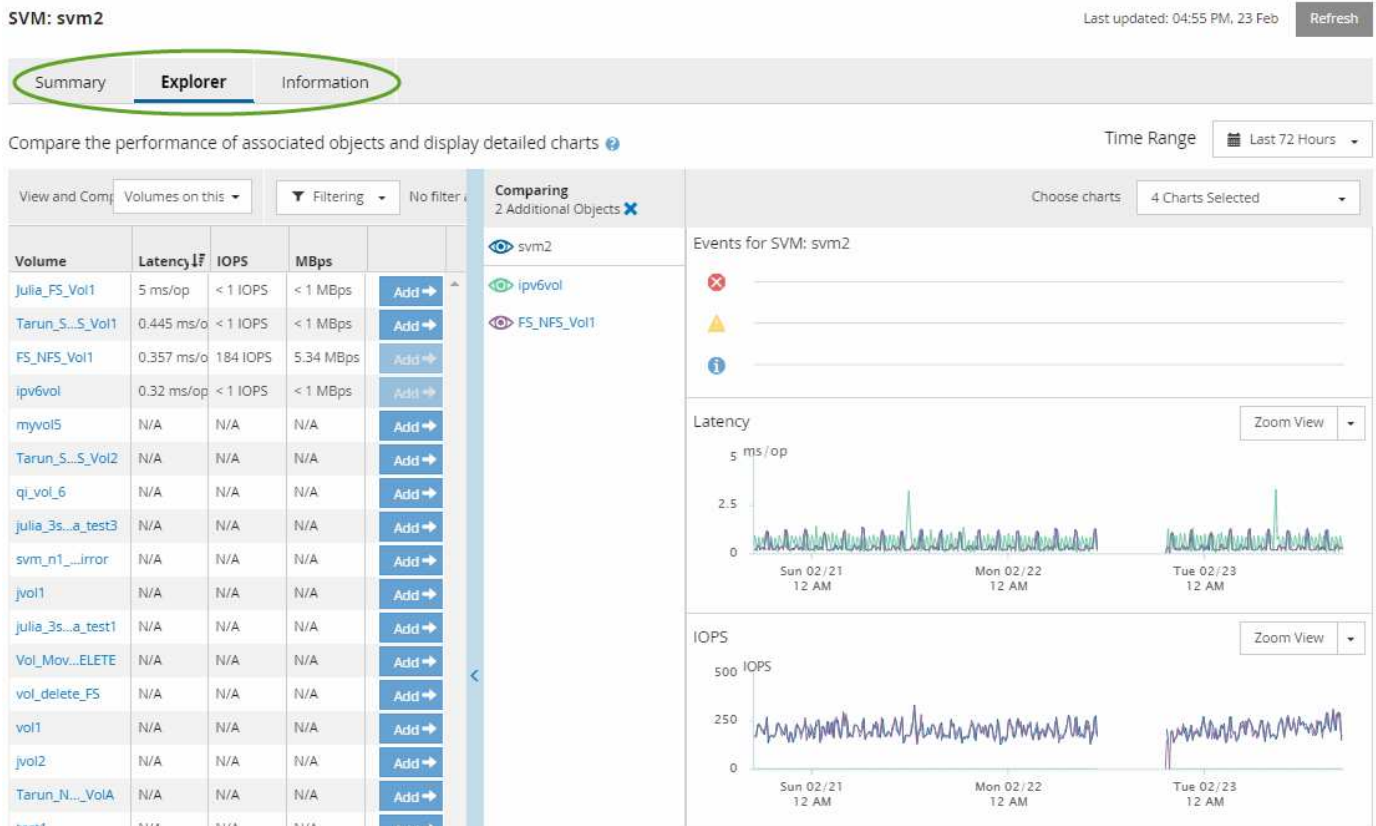 SVM: svm2
Last updated: 04:55 PM, 23 Feb
Refresh
Summary
Explorer
Information
Compare the performance of associated objects and display detailed charts ?
Time Range
Last 72 Hours
View and Comp
Volumes on this
Filtering
No filter
Comparing
2 Additional Objects
Choose charts
4 Charts Selected
Volume Latency IOPS MBps
Julia_FS_Vol1 5 ms/op < 1 IOPS < 1 MBps Add
Tarun_S...S_Vol1 0.445 ms/o < 1 IOPS < 1 MBps Add
FS_NFS_Vol1 0.357 ms/o 184 IOPS 5.34 MBps Add
ipv6vol 0.32 ms/op < 1 IOPS < 1 MBps Add
myvol5 N/A N/A N/A Add
Tarun_S...S_Vol2 N/A N/A N/A Add
qi_vol_6 N/A N/A N/A Add
julia_3s...a_test3 N/A N/A N/A Add
svm_n1_...irror N/A N/A N/A Add
jvol1 N/A N/A N/A Add
julia_3s...a_test1 N/A N/A N/A Add
Vol_Mov...ELETE N/A N/A N/A Add
vol_delete_FS N/A N/A N/A Add
vol1 N/A N/A N/A Add
jvol2 N/A N/A N/A Add
Tarun_N..._VolA N/A N/A N/A Add
svm2
ipv6vol
FS_NFS_Vol1
Events for SVM: svm2
Latency
Zoom View
5 ms/op
2.5
0
Sun 02/21 Mon 02/22 Tue 02/23
12 AM 12 AM 12 AM
IOPS
Zoom View
500 IOPS
250
0
Sun 02/21 Mon 02/22 Tue 02/23
12 AM 12 AM 12 AM